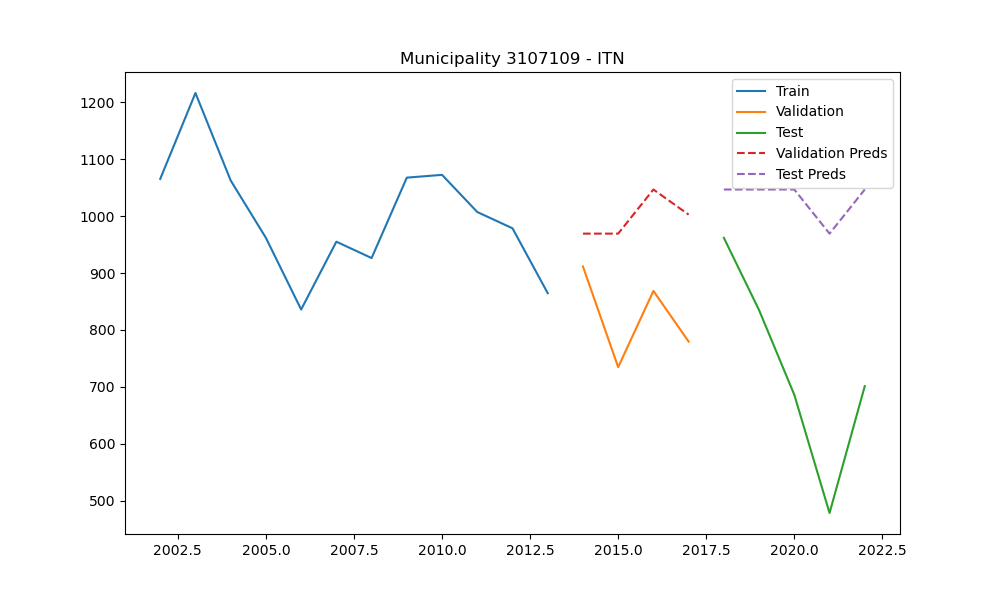 Municipality 3107109 - ITN
Train
Validation
Test
Validation Preds
Test Preds
1200
1100
1000
900
800
700
600
500
2002.5 2005.0 2007.5 2010.0 2012.5 2015.0 2017.5 2020.0 2022.5